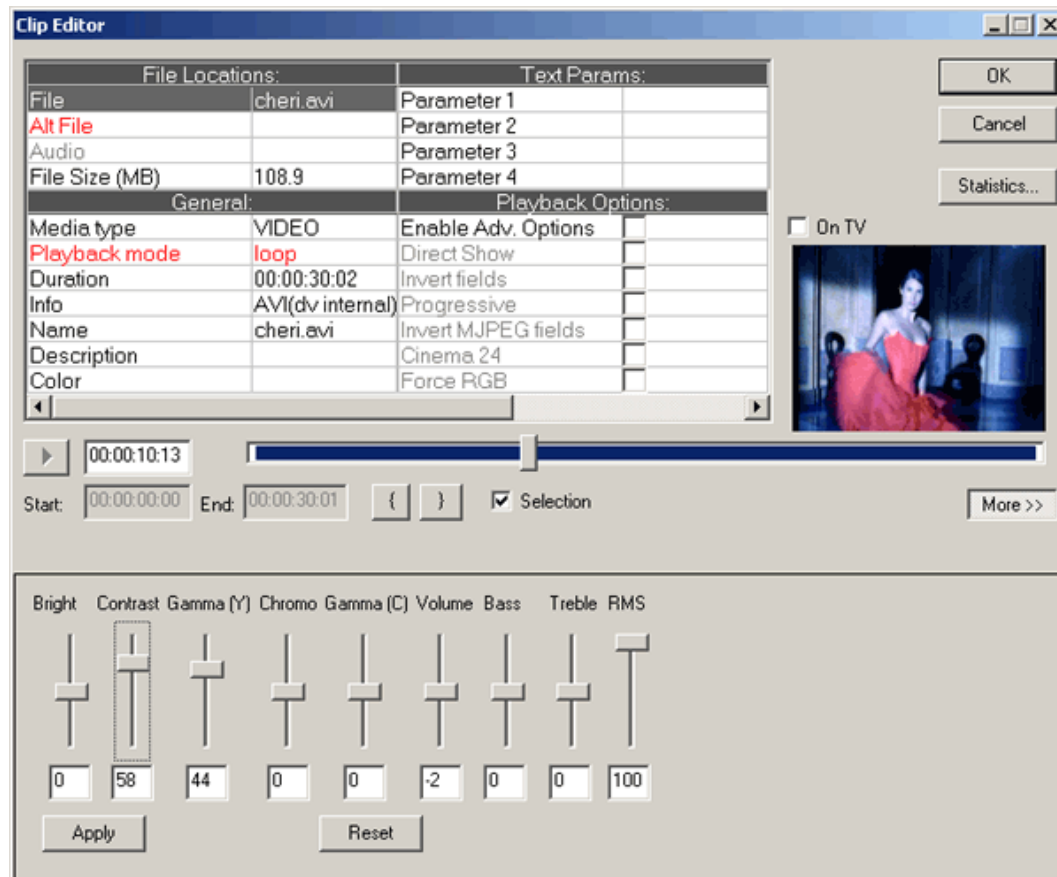 Clip Editor
File Locations: Text Params:
File cheri.avi Parameter 1
Alt File Parameter 2
Audio Parameter 3
File Size (MB) 108.9 Parameter 4
General: Playback Options:
Media type VIDEO Enable Adv. Options
Playback mode loop Direct Show
Duration 00:00:30:02 Invert fields
Info AVI(dv internal) Progressive
Name cheri.avi Invert MJPEG fields
Description Cinema 24
Color Force RGB
OK
Cancel
Statistics...
On TV
00:00:10:13
Start: 00:00:00:00 End: 00:00:30:01 { } Selection More >>
Bright Contrast Gamma (Y) Chromo Gamma (C) Volume Bass Treble RMS
0 58 44 0 0 -2 0 0 100
Apply Reset